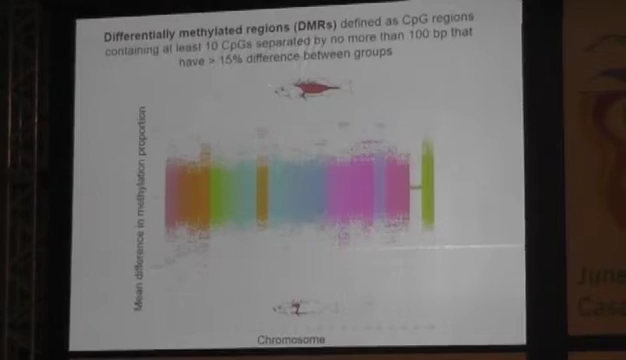 Differentially methylated regions (DMRs) defined as CpG regions
containing at least 10 CpGs separated by no more than 100 bp that
have > 15% difference between groups
Mean difference in methylation proportion
Chromosome
June
Casa